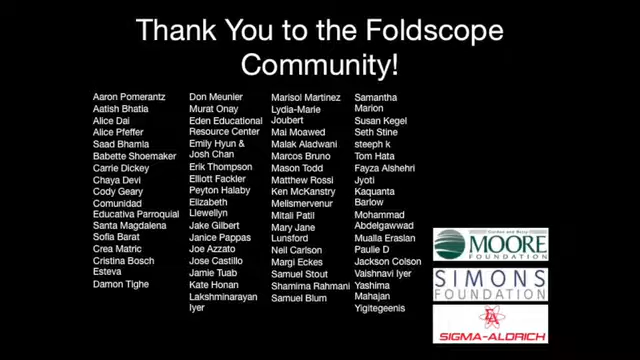 Thank You to the Foldscope
Community!
Aaron Pomerantz
Aatish Bhatia
Alice Dai
Alice Pfeffer
Saad Bhamla
Babette Shoemaker
Carrie Dickey
Chaya Devi
Cody Geary
Comunidad
Educativa Parroquial
Santa Magdalena
Sofia Barat
Crea Matric
Cristina Bosch
Esteva
Damon Tighe
Don Meunier
Murat Onay
Eden Educational
Resource Center
Emily Hyun &
Josh Chan
Erik Thompson
Elliott Fackler
Peyton Halaby
Elizabeth
Llewellyn
Jake Gilbert
Janice Pappas
Joe Azzato
Jose Castillo
Jamie Tuab
Kate Honan
Lakshminarayan
Iyer
Marisol Martinez
Lydia-Marie
Joubert
Mai Moawed
Malak Aladwani
Marcos Bruno
Mason Todd
Matthew Rossi
Ken McKanstry
Melismervenur
Mitali Patil
Mary Jane
Lunsford
Neil Carlson
Margi Eckes
Samuel Stout
Shamima Rahmani
Samuel Blum
Samantha
Marion
Susan Kegel
Seth Stine
steeph k
Tom Hata
Fayza Alshehri
Jyoti
Kaquanta
Barlow
Mohammad
Abdelgawwad
Mualla Eraslan
Paulie D
Jackson Colson
Vaishnavi Iyer
Yashima
Mahajan
Yigitegeenis
MOORE
FOUNDATION
SIMONS
FOUNDATION
SIGMA-ALDRICH